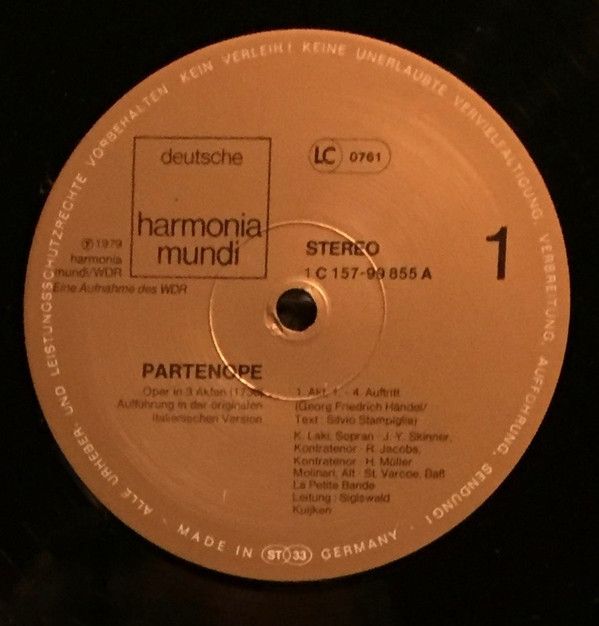 ALLE URHEBER- UND LEISTUNGSSCHUTZRECHTE VORBEHALTEN KEIN VERLEIH! KEINE UNERLAUBTE VERVIELFÄLTIGUNG, VERBREITUNG, AUFFÜHRUNG, SENDUNG!
deutsche
harmonia
mundi
LC 0761
Ⓟ 1979
harmonia
mundi/WDR
Eine Aufnahme des WDR
STEREO
1 C 157-99 855 A
1
PARTENOPE
Oper in 3 Akten (1730)
Aufführung in der originalen
italienischen Version
1. Akt, 1. - 4. Auftritt
(Georg Friedrich Händel/
Text: Silvio Stampiglia)
K. Laki, Sopran · J. Y. Skinner,
Kontratenor · R. Jacobs,
Kontratenor · H. Müller
Molinari, Alt · St. Varcoe, Baß
La Petite Bande
Leitung: Sigiswald
Kuijken
MADE IN ST 33 GERMANY